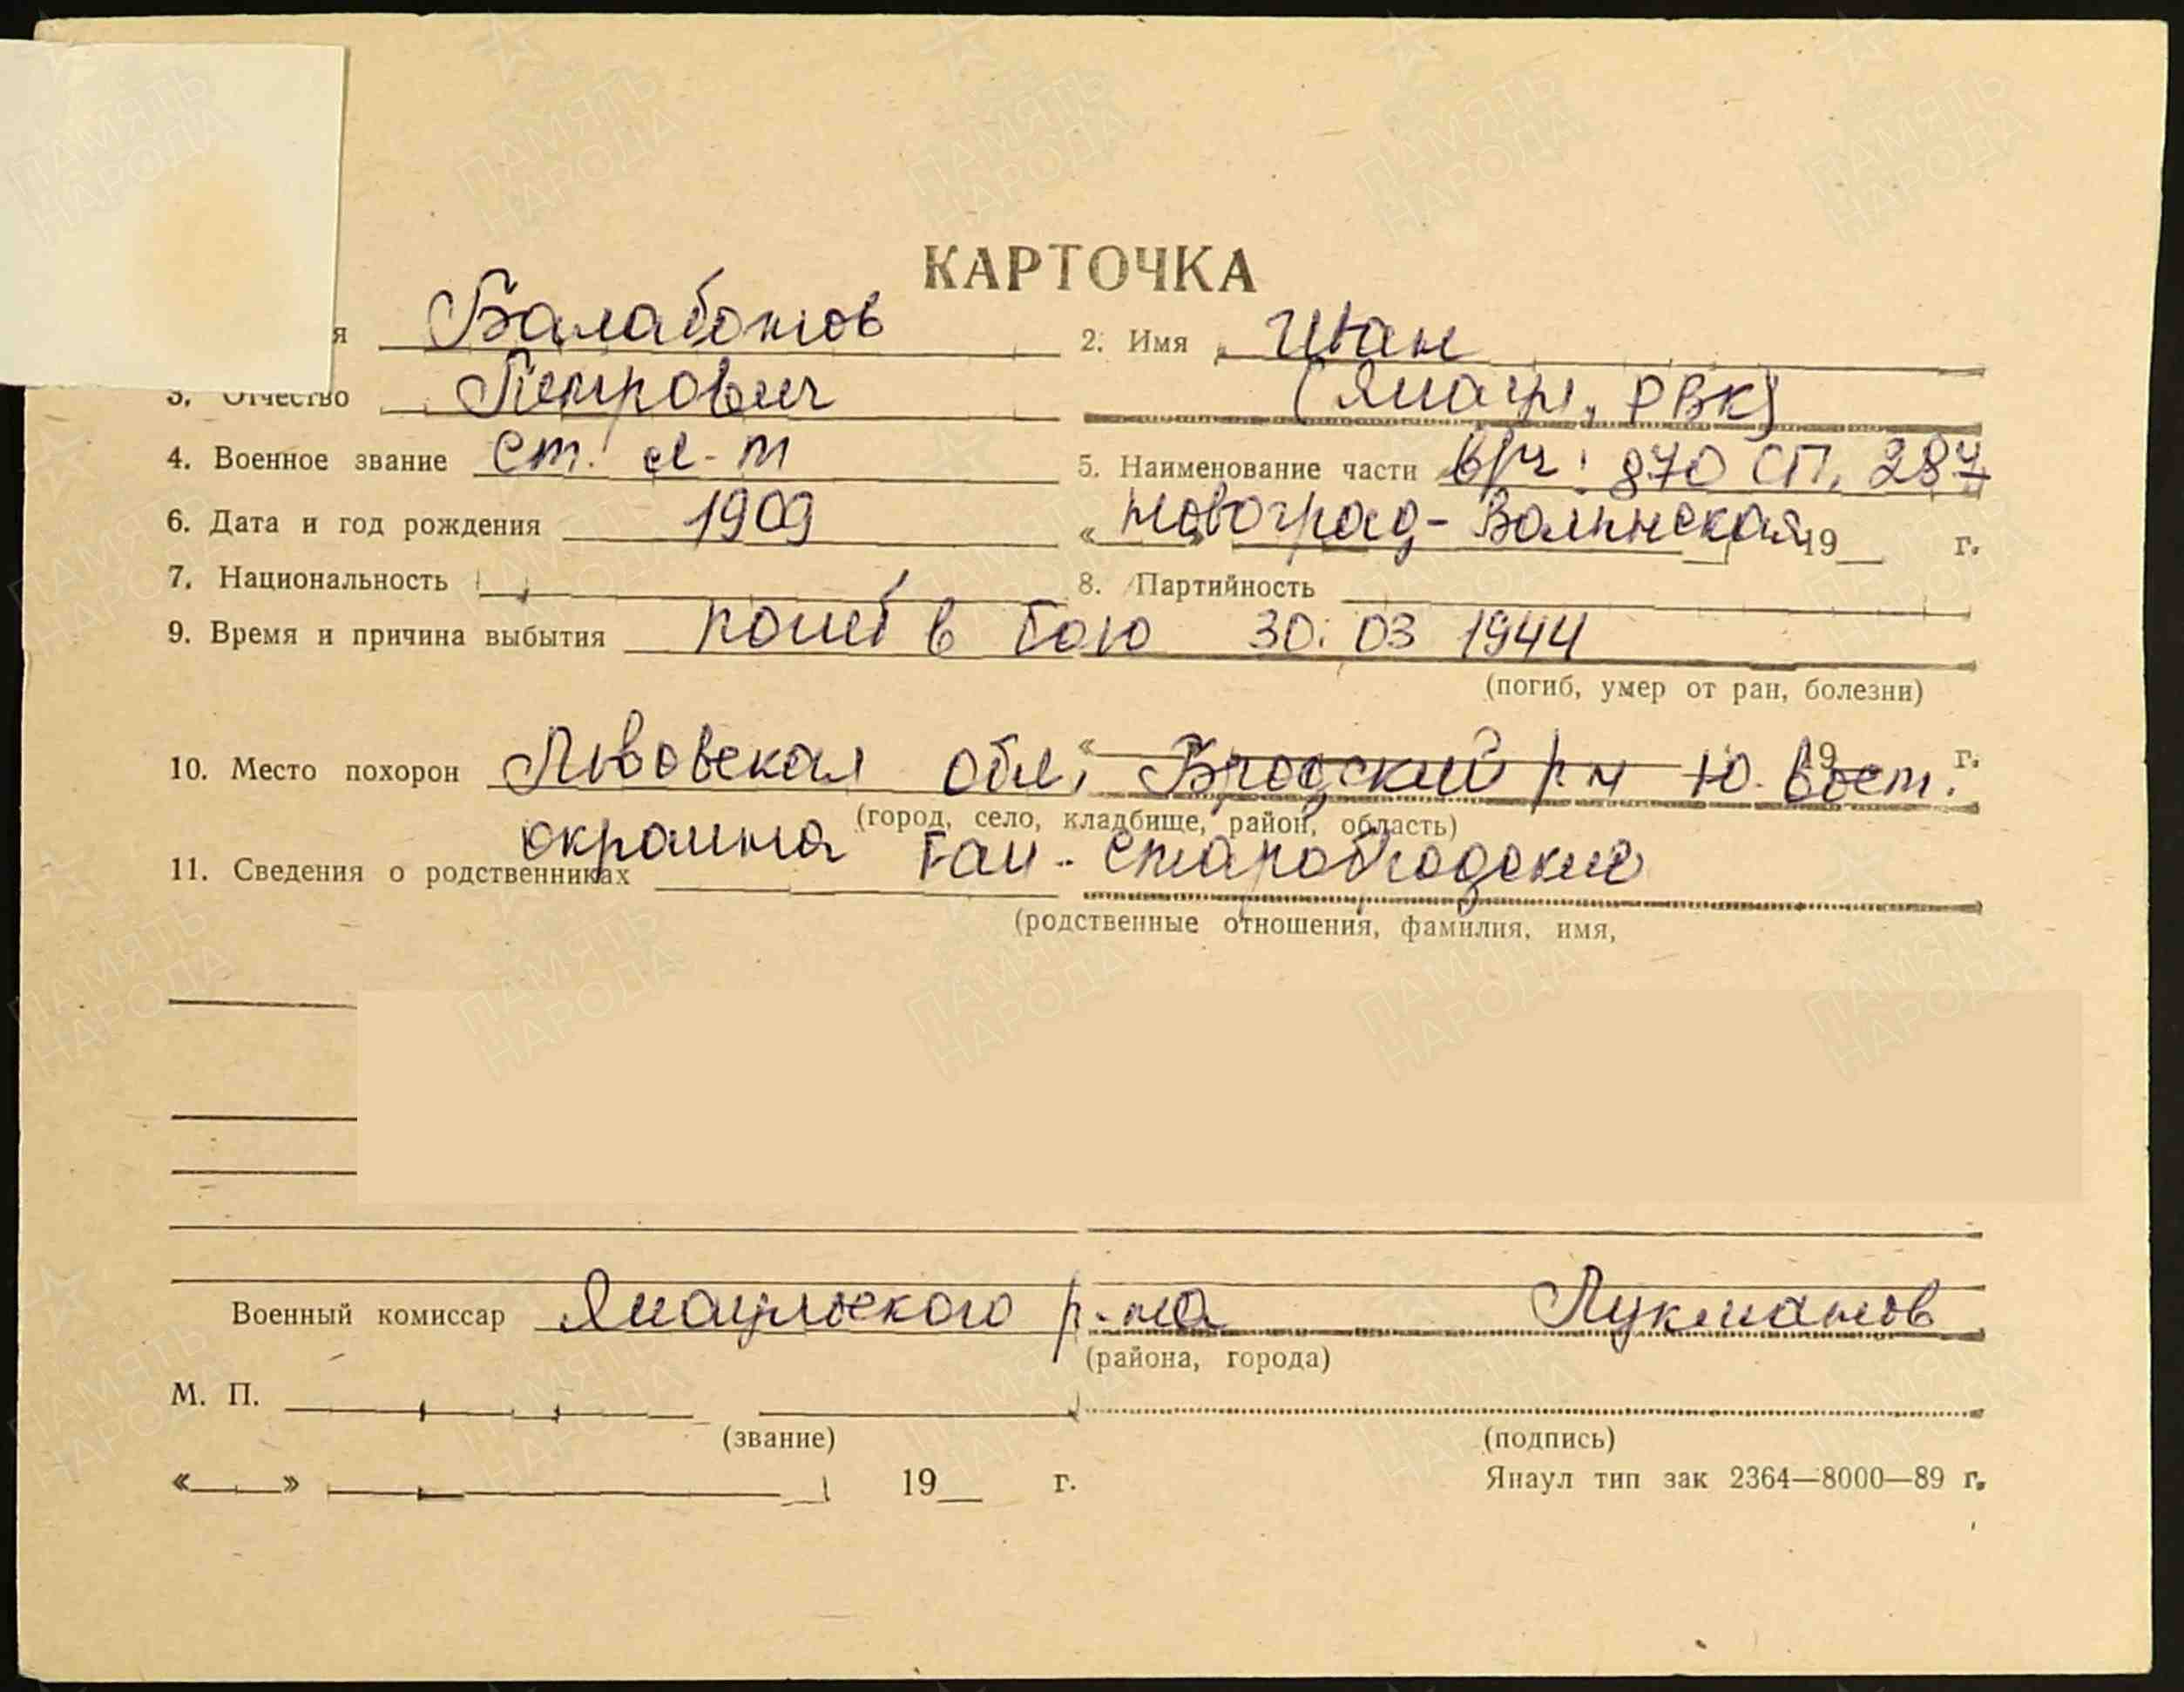 КАРТОЧКА
я Балабонов 2. Имя Иван
3. Отчество Петрович (Янаул. РВК)
4. Военное звание ст. л-т 5. Наименование части в/ч: 870 СП, 287
6. Дата и год рождения 1909 « Новоград-Волынская 19 г.
7. Национальность 8. Партийность
9. Время и причина выбытия погиб в бою 30.03 1944
(погиб, умер от ран, болезни)
« 19 г.
10. Место похорон Львовская обл, Бродский р-н Ю. Вост.
(город, село, кладбище, район, область)
окраина Гаи-Старобродские
11. Сведения о родственниках
(родственные отношения, фамилия, имя,
Военный комиссар Янаульского р-на Лукманов
(района, города)
М. П.
(звание) (подпись)
« » 19 г. Янаул тип зак 2364—8000—89 г.
ПАМЯТЬ НАРОДА